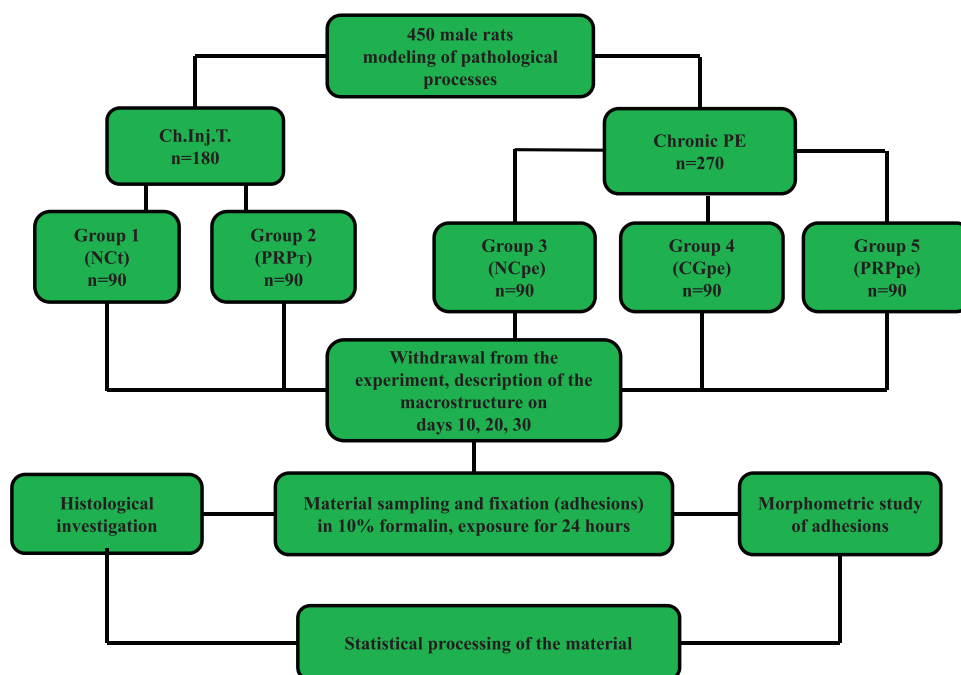 450 male rats
modeling of pathological
processes
Ch.Inj.T.
n=180
Chronic PE
n=270
Group 1
(NCt)
n=90
Group 2
(PRPт)
n=90
Group 3
(NCpe)
n=90
Group 4
(CGpe)
n=90
Group 5
(PRPpe)
n=90
Withdrawal from the
experiment, description of the
macrostructure on
days 10, 20, 30
Histological
investigation
Material sampling and fixation (adhesions)
in 10% formalin, exposure for 24 hours
Morphometric study
of adhesions
Statistical processing of the material